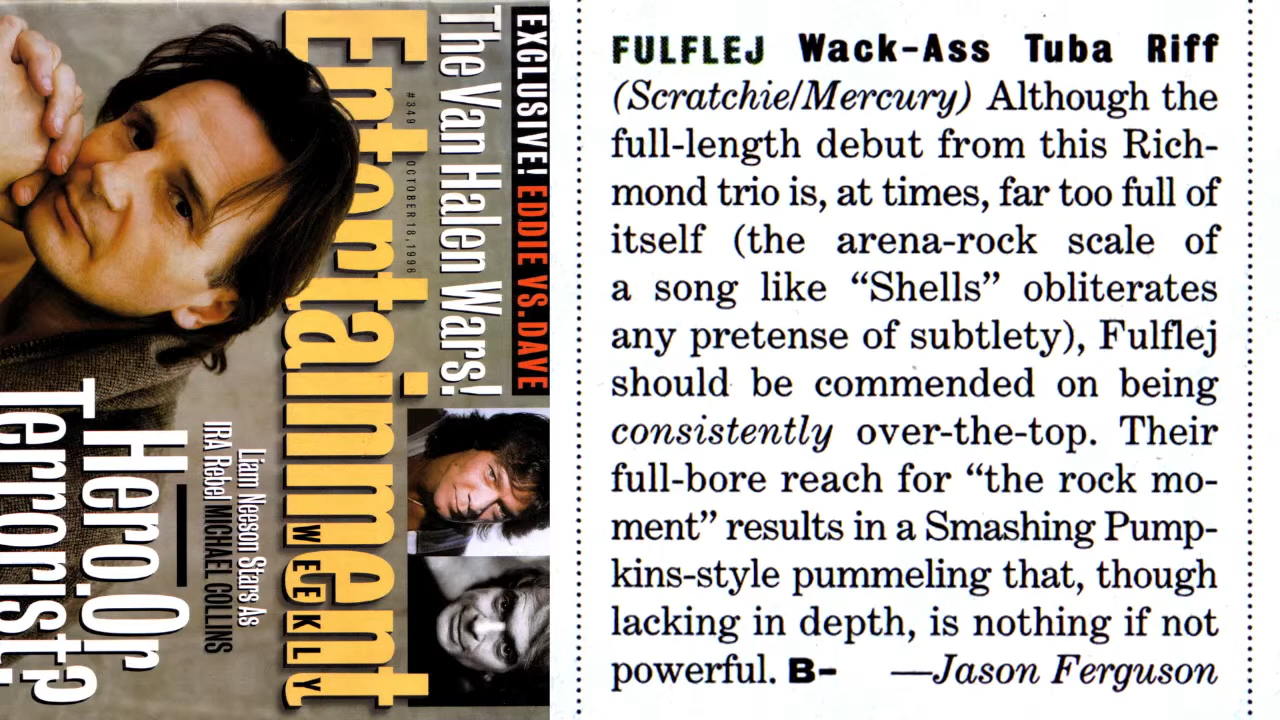 EXCLUSIVE! EDDIE VS. DAVE
The Van Halen Wars!
Entertainment
WEEKLY
#349 OCTOBER 18, 1996
Liam Neeson Stars As
IRA Rebel MICHAEL COLLINS
Hero. Or
Terrorist?
FULFLEJ Wack-Ass Tuba Riff
(Scratchie/Mercury) Although the
full-length debut from this Rich-
mond trio is, at times, far too full of
itself (the arena-rock scale of
a song like “Shells” obliterates
any pretense of subtlety), Fulflej
should be commended on being
consistently over-the-top. Their
full-bore reach for “the rock mo-
ment” results in a Smashing Pump-
kins-style pummeling that, though
lacking in depth, is nothing if not
powerful. B– —Jason Ferguson